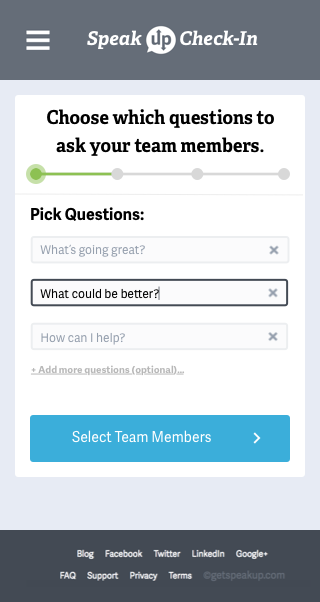 Speak Up Check-In
Choose which questions to
ask your team members.
Pick Questions:
What's going great?
What could be better?
How can I help?
+ Add more questions (optional)...
Select Team Members
Blog Facebook Twitter LinkedIn Google+
FAQ Support Privacy Terms ©getspeakup.com